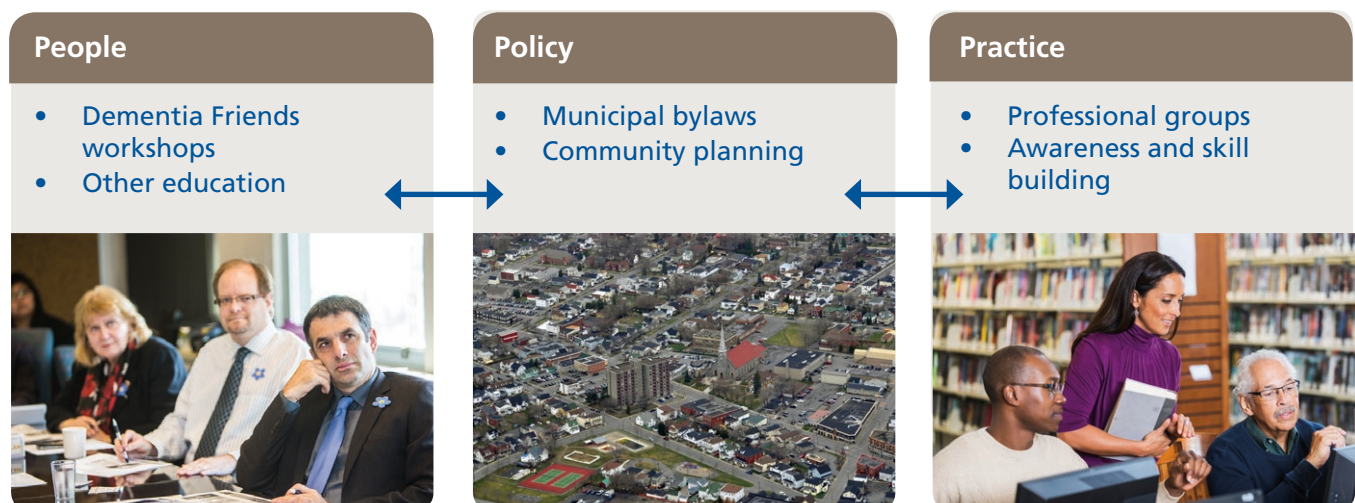 People
• Dementia Friends
workshops
• Other education
Policy
• Municipal bylaws
• Community planning
Practice
• Professional groups
• Awareness and skill
building